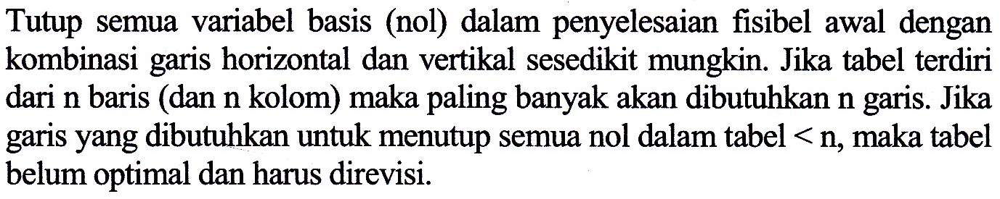 Tutup semua variabel basis (nol) dalam penyelesaian fisibel awal dengan
kombinasi garis horizontal dan vertikal sesedikit mungkin. Jika tabel terdiri
dari n baris (dan n kolom) maka paling banyak akan dibutuhkan n garis. Jika
garis yang dibutuhkan untuk menutup semua nol dalam tabel < n, maka tabel
belum optimal dan harus direvisi.